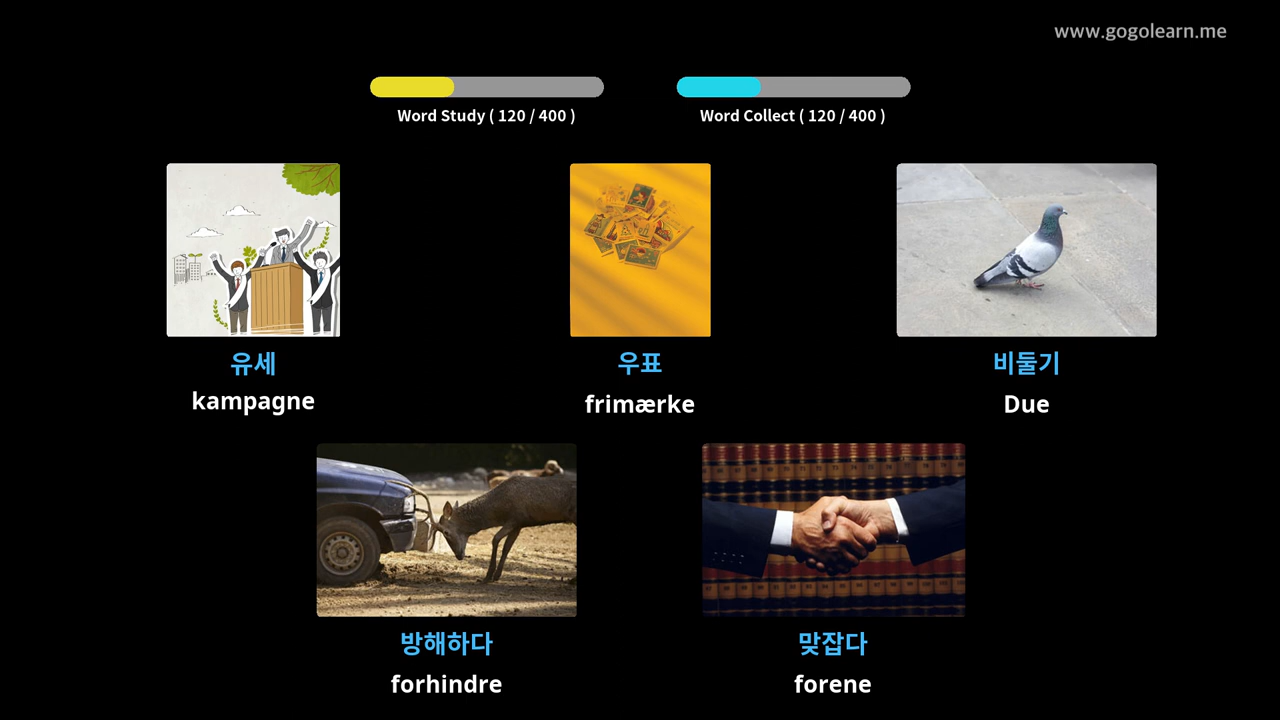 www.gogolearn.me
Word Study ( 120 / 400 )
Word Collect ( 120 / 400 )
유세
kampagne
우표
frimærke
비둘기
Due
방해하다
forhindre
맞잡다
forene